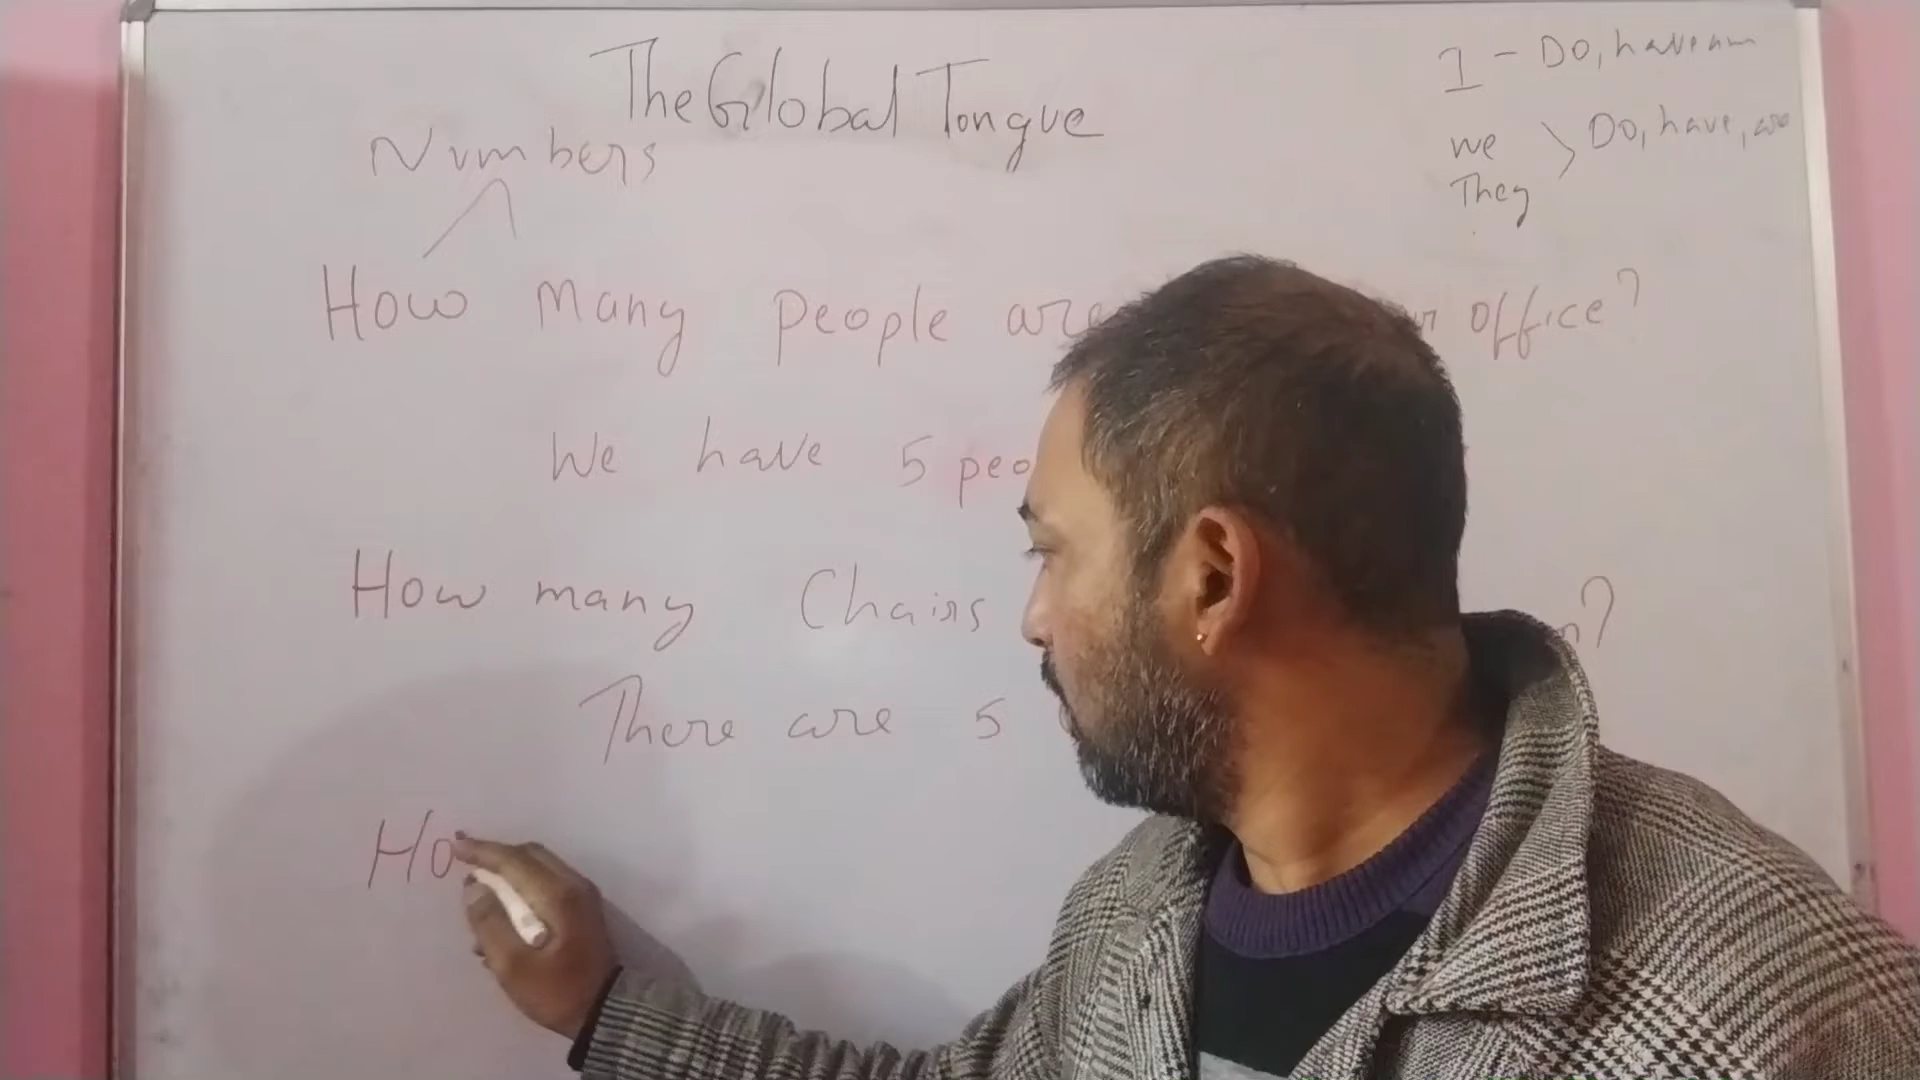 The Global Tongue
I - Do, have am
Numbers
we > Do, have, are
They
How many people are office?
We have 5
How many Chairs ?
There are 5
Ho